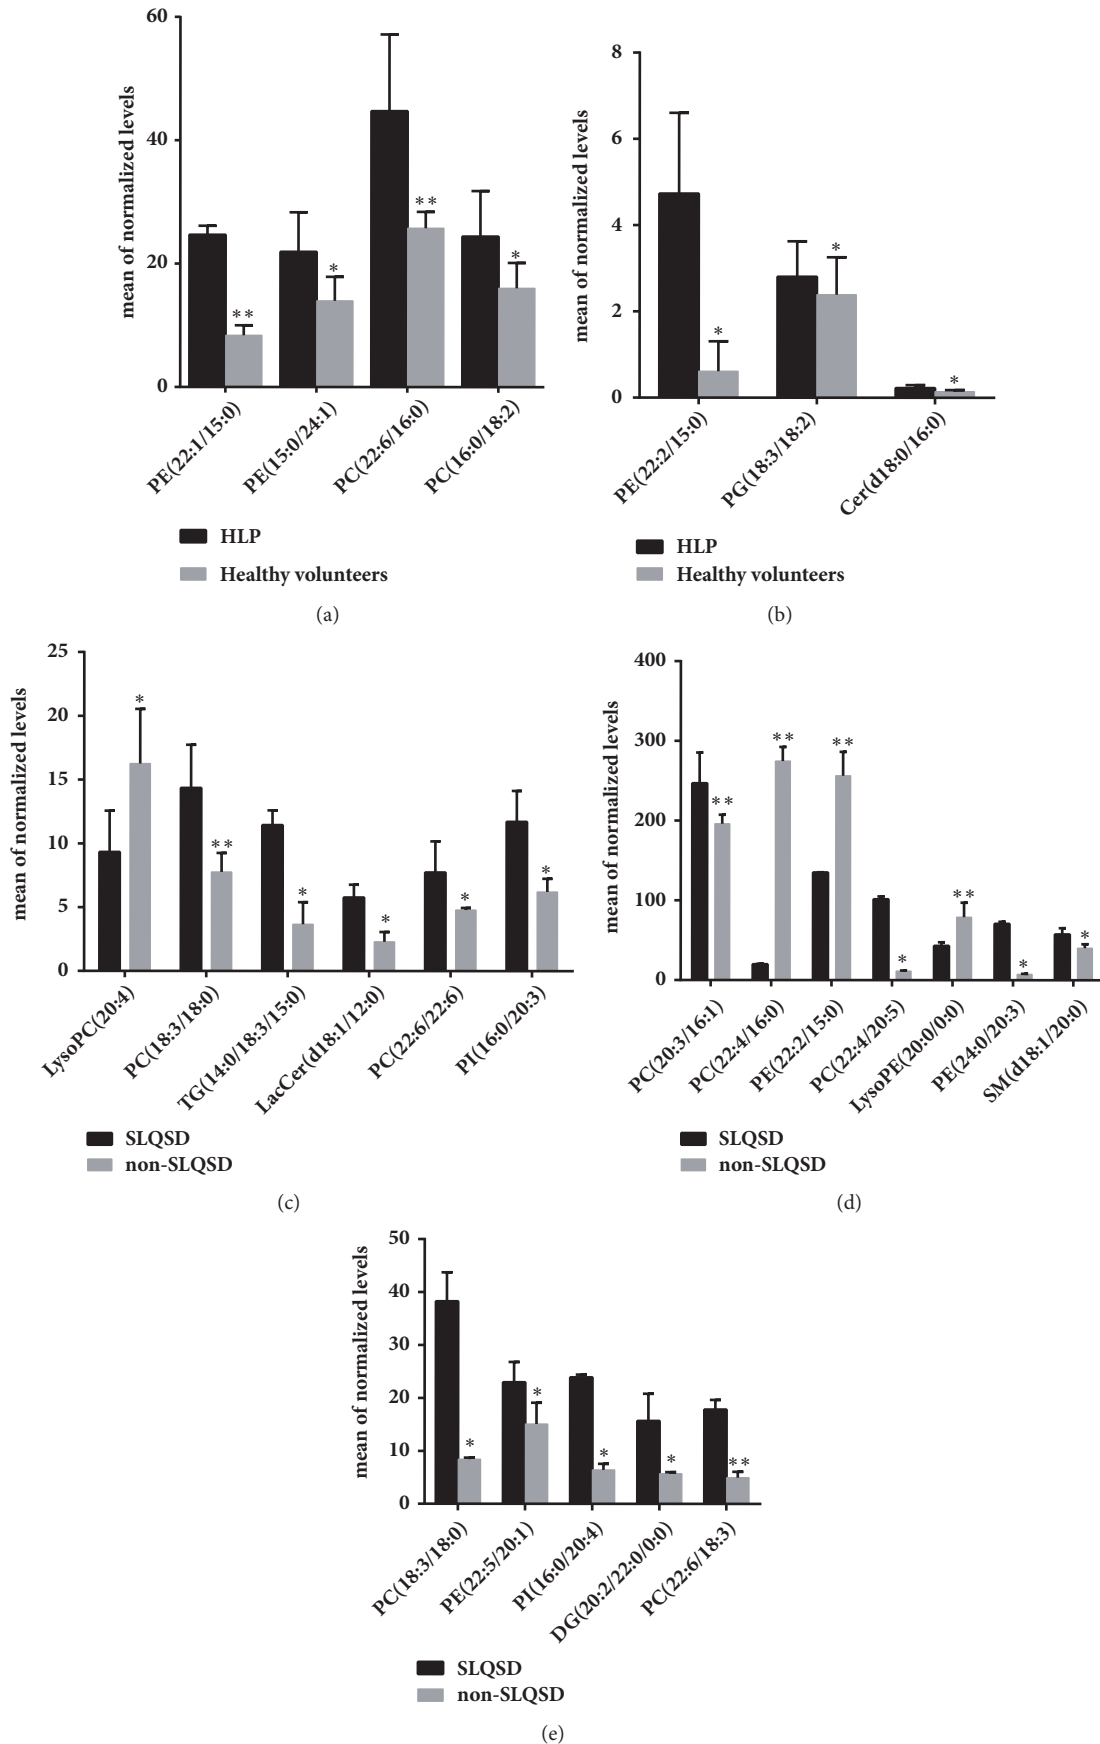 mean of normalized levels
60
40
20
0
**
*
**
*
PE(22:1/15:0)
PE(15:0/24:1)
PC(22:6/16:0)
PC(16:0/18:2)
HLP
Healthy volunteers
(a)
mean of normalized levels
8
6
4
2
0
*
*
*
PE(22:2/15:0)
PG(18:3/18:2)
Cer(d18:0/16:0)
HLP
Healthy volunteers
(b)
mean of normalized levels
25
20
15
10
5
0
*
**
*
*
*
*
LysoPC(20:4)
PC(18:3/18:0)
TG(14:0/18:3/15:0)
LacCer(d18:1/12:0)
PC(22:6/22:6)
PI(16:0/20:3)
SLQSD
non-SLQSD
(c)
mean of normalized levels
400
300
200
100
0
**
**
**
*
**
*
*
PC(20:3/16:1)
PC(22:4/16:0)
PE(22:2/15:0)
PC(22:4/20:5)
LysoPE(20:0/0:0)
PE(24:0/20:3)
SM(d18:1/20:0)
SLQSD
non-SLQSD
(d)
mean of normalized levels
50
40
30
20
10
0
*
*
*
*
**
PC(18:3/18:0)
PE(22:5/20:1)
PI(16:0/20:4)
DG(20:2/22:0/0:0)
PC(22:6/18:3)
SLQSD
non-SLQSD
(e)